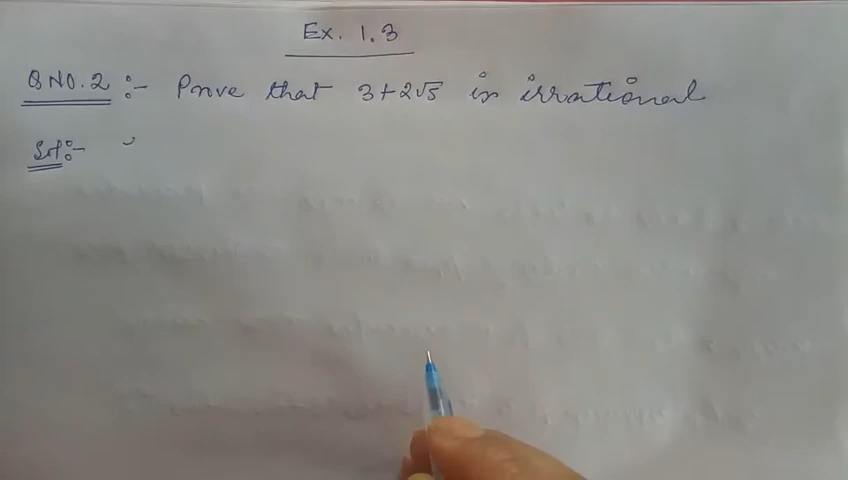 Ex. 1.3
Q NO. 2 :- Prove that 3+2√5 is irrational
Sol :-